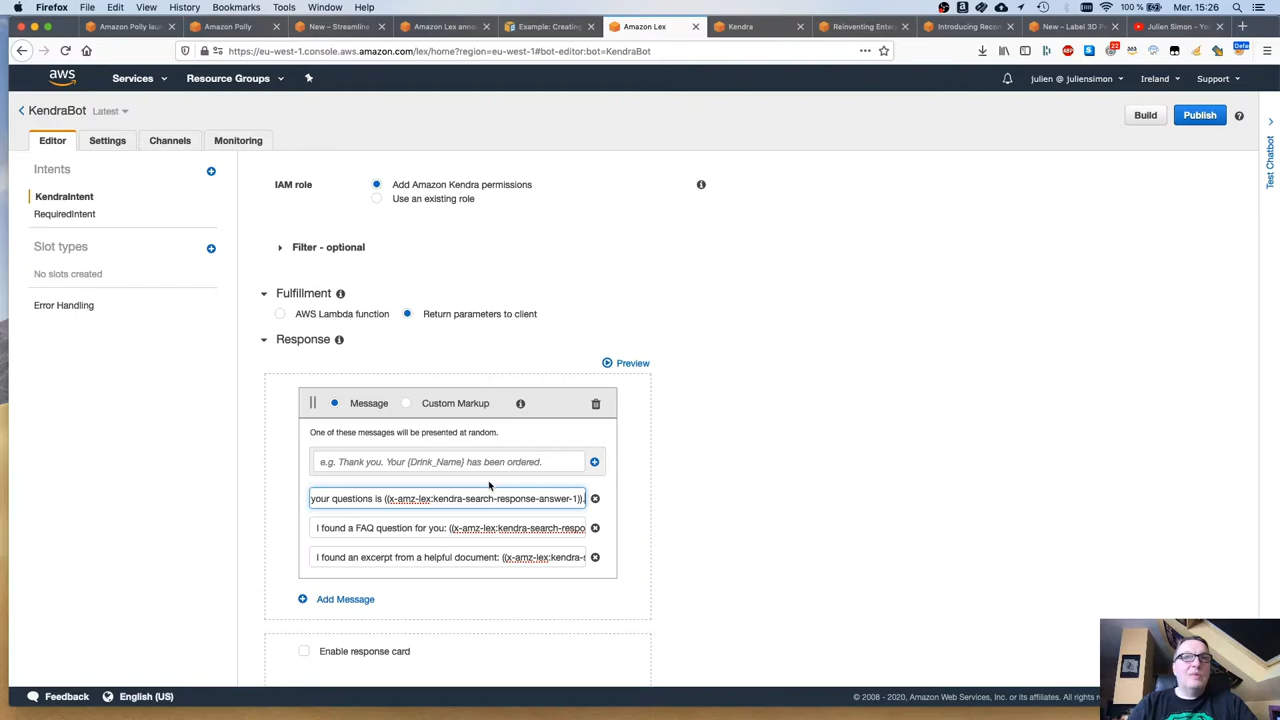 Firefox File Edit View History Bookmarks Tools Window Help 100 % Mon 15:26
Amazon Polly laun Amazon Polly New – Streamline Amazon Lex annou Example: Creating Amazon Lex Kendra Reinventing Enter Introducing Recor New – Label 3D P Julien Simon - Yo
https://eu-west-1.console.aws.amazon.com/lex/home?region=eu-west-1#bot-editor:bot=KendraBot
22 Defa
aws Services Resource Groups julien @ juliensimon Ireland Support
KendraBot Latest Build Publish
Editor Settings Channels Monitoring
Test Chatbot
Intents
KendraIntent
RequiredIntent
Slot types
No slots created
Error Handling
IAM role Add Amazon Kendra permissions
Use an existing role
Filter - optional
Fulfillment
AWS Lambda function Return parameters to client
Response
Preview
Message Custom Markup
One of these messages will be presented at random.
e.g. Thank you. Your {Drink_Name} has been ordered.
your questions is ((x-amz-lex:kendra-search-response-answer-1)).
I found a FAQ question for you: ((x-amz-lex:kendra-search-respo
I found an excerpt from a helpful document: ((x-amz-lex:kendra-s
Add Message
Enable response card
Feedback English (US) © 2008 - 2020, Amazon Web Services, Inc. or its affiliates. All rights